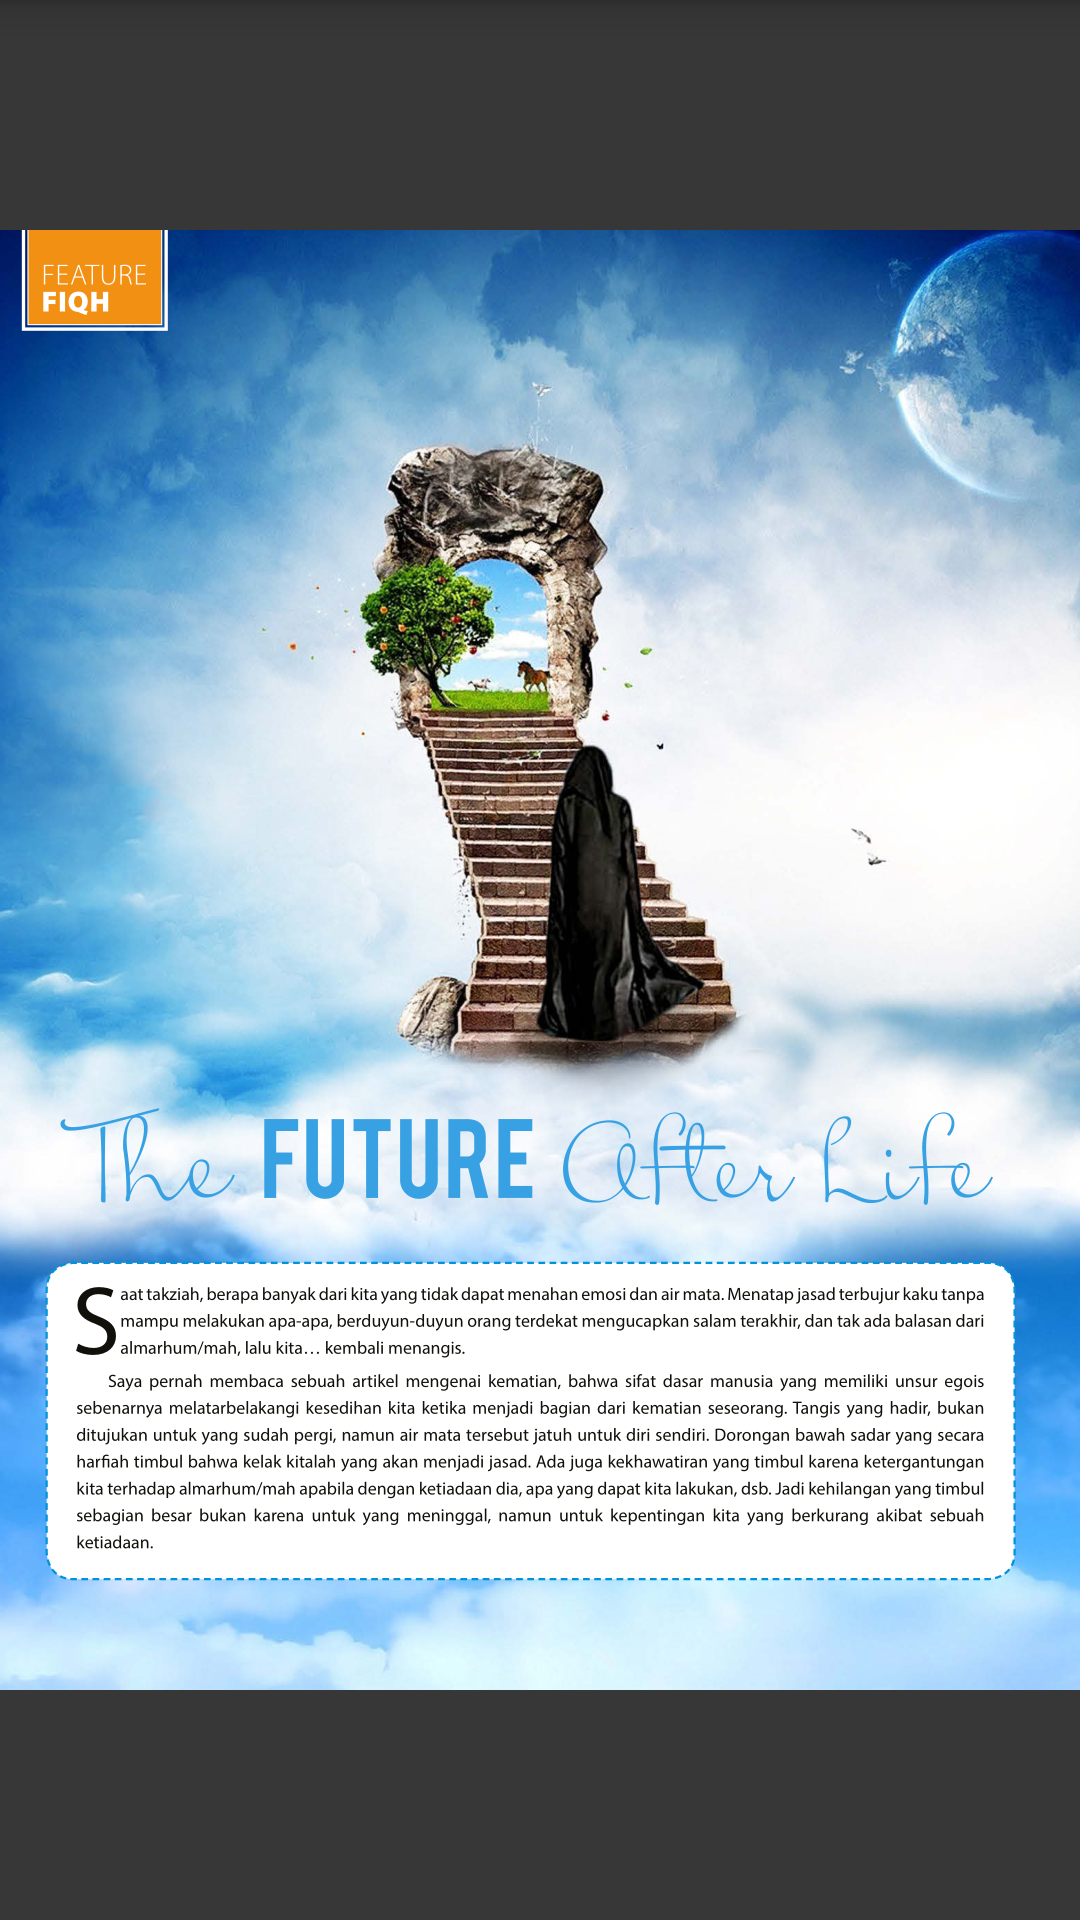 FEATURE
FIQH
The FUTURE After Life
Saat takziah, berapa banyak dari kita yang tidak dapat menahan emosi dan air mata. Menatap jasad terbujur kaku tanpa
mampu melakukan apa-apa, berduyun-duyun orang terdekat mengucapkan salam terakhir, dan tak ada balasan dari
almarhum/mah, lalu kita… kembali menangis.
Saya pernah membaca sebuah artikel mengenai kematian, bahwa sifat dasar manusia yang memiliki unsur egois
sebenarnya melatarbelakangi kesedihan kita ketika menjadi bagian dari kematian seseorang. Tangis yang hadir, bukan
ditujukan untuk yang sudah pergi, namun air mata tersebut jatuh untuk diri sendiri. Dorongan bawah sadar yang secara
harfiah timbul bahwa kelak kitalah yang akan menjadi jasad. Ada juga kekhawatiran yang timbul karena ketergantungan
kita terhadap almarhum/mah apabila dengan ketiadaan dia, apa yang dapat kita lakukan, dsb. Jadi kehilangan yang timbul
sebagian besar bukan karena untuk yang meninggal, namun untuk kepentingan kita yang berkurang akibat sebuah
ketiadaan.